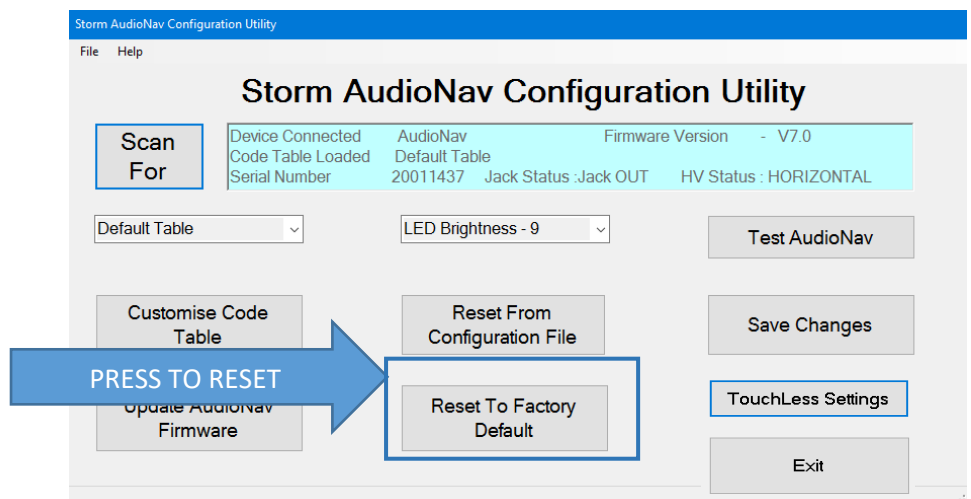 Storm AudioNav Configuration Utility
File Help
Storm AudioNav Configuration Utility
Scan
For
Device Connected AudioNav Firmware Version - V7.0
Code Table Loaded Default Table
Serial Number 20011437 Jack Status :Jack OUT HV Status : HORIZONTAL
Default Table
LED Brightness - 9
Test AudioNav
Customise Code
Table
Reset From
Configuration File
Save Changes
PRESS TO RESET
Update AudioNav
Firmware
Reset To Factory
Default
TouchLess Settings
Exit